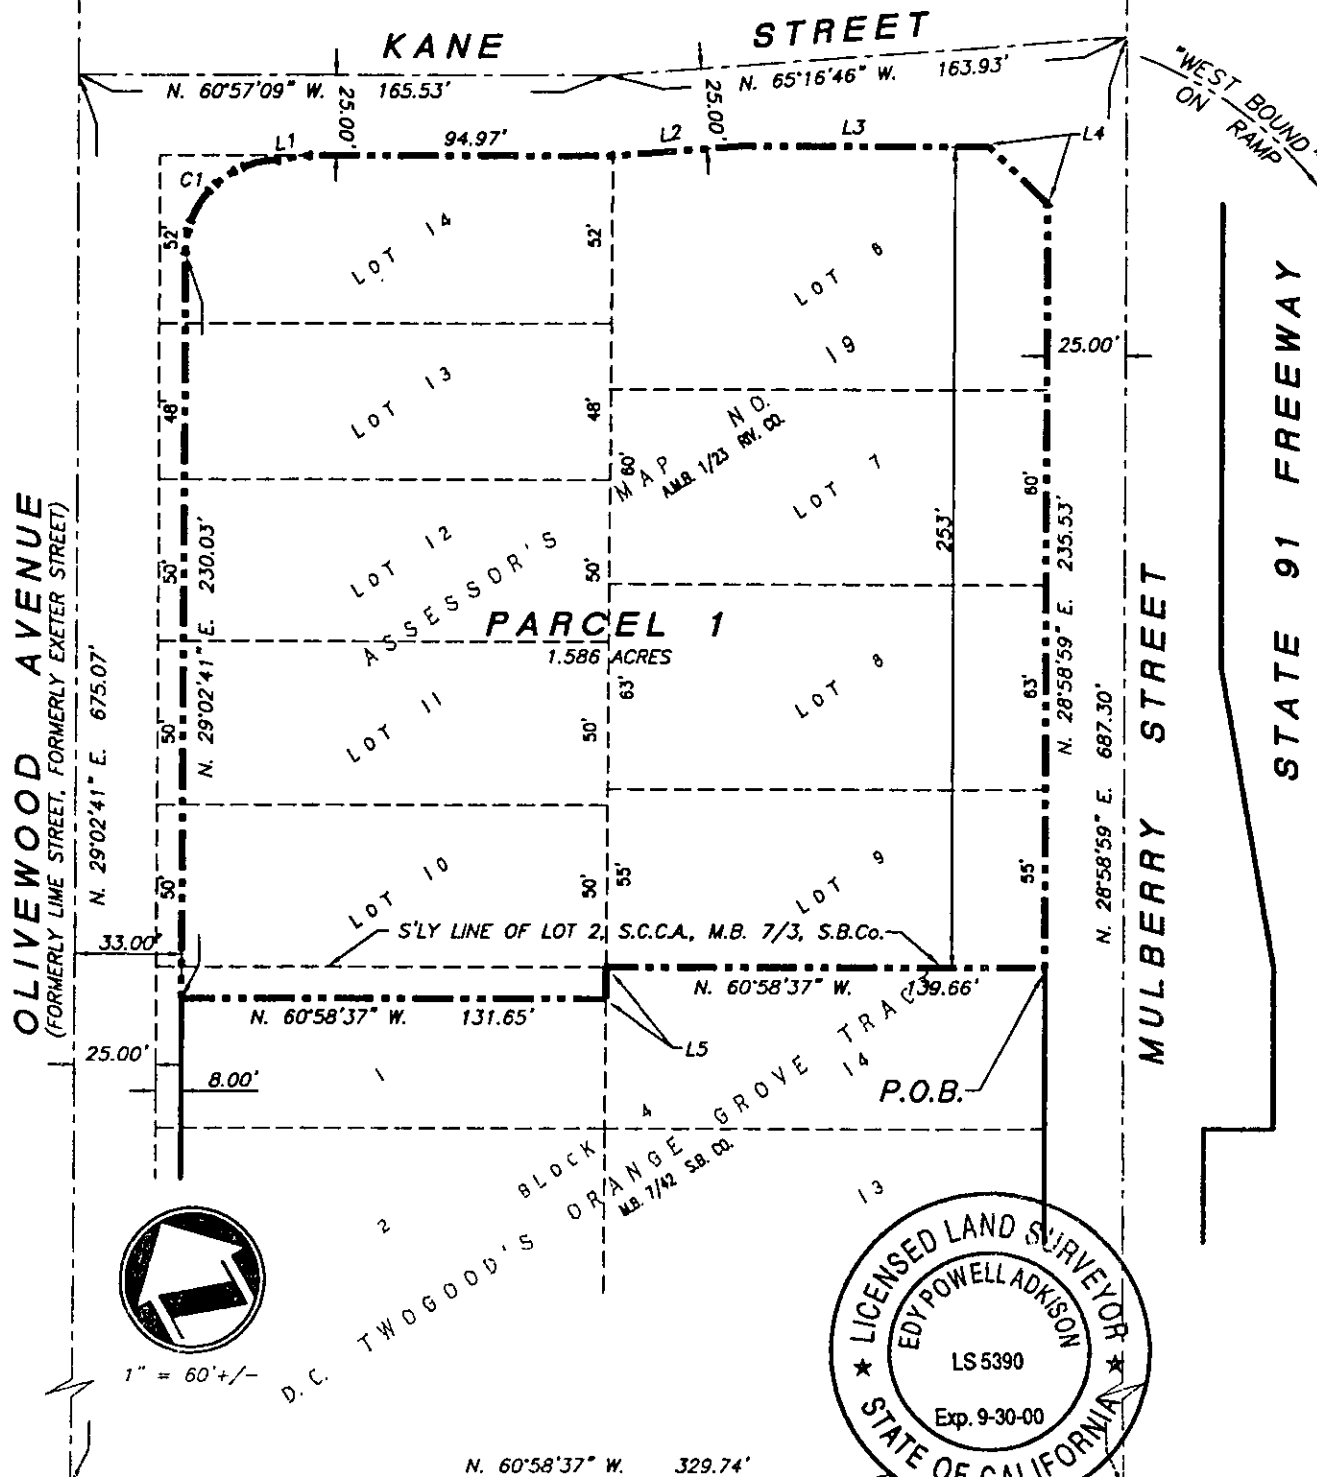 KANE STREET
N. 60°57'09" W. 165.53'
N. 65°16'46" W. 163.93'
"WEST BOUND"
ON RAMP
25.00'
25.00'
L1
94.97'
L2
L3
L4
C1
52'
LOT 14
52'
LOT 6
19
25.00'
48'
LOT 13
48'
MAP NO.
A.M.B. 1/23 RIV. CO.
60'
LOT 7
60'
253'
N. 28°58'59" E. 235.53'
STATE 91 FREEWAY
OLIVEWOOD AVENUE
(FORMERLY LIME STREET, FORMERLY EXETER STREET)
N. 29°02'41" E. 675.07'
N. 29°02'41" E. 230.03'
50'
LOT 12
50'
ASSESSOR'S
PARCEL 1
1.586 ACRES
50'
LOT 11
50'
63'
LOT 8
63'
N. 28°58'59" E. 687.30'
MULBERRY STREET
50'
LOT 10
50'
55'
LOT 9
55'
S'LY LINE OF LOT 2, S.C.C.A., M.B. 7/3, S.B.Co.
33.00'
N. 60°58'37" W. 139.66'
N. 60°58'37" W. 131.65'
L5
25.00'
8.00'
P.O.B.
1
14
BLOCK 4
2
13
D.C. TWOGOOD'S ORANGE GROVE TRACT
M.B. 7/42 S.B. CO.
1" = 60'+/-
LICENSED LAND SURVEYOR
EDY POWELL ADKISON
LS 5390
Exp. 9-30-00
STATE OF CALIFORNIA
N. 60°58'37" W. 329.74'